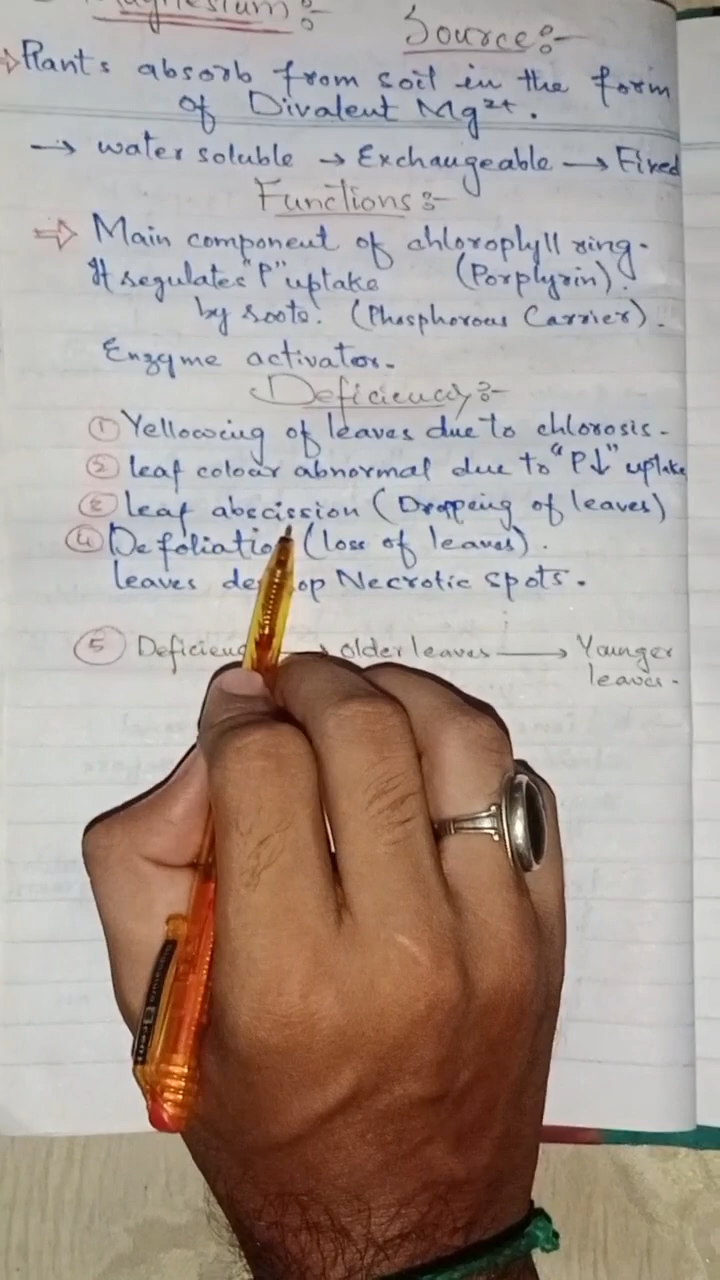 Magnesium:-
Source:-
⇒ Plants absorb from soil in the form
of Divalent Mg²⁺.
→ water soluble → Exchangeable → Fixed
Functions:-
⇒ Main component of chlorophyll ring.
It regulates "P" uptake (Porplyrin).
by roots. (Phosphorous Carrier).
Enzyme activator.
Deficiency:-
① Yellowing of leaves due to chlorosis.
② leaf colour abnormal due to "P↓" uptake
③ Leaf abscission (Dropping of leaves)
④ Defoliation (loss of leaves).
leaves Necrotic spots.
⑤ → older leaves → Younger
leaves.